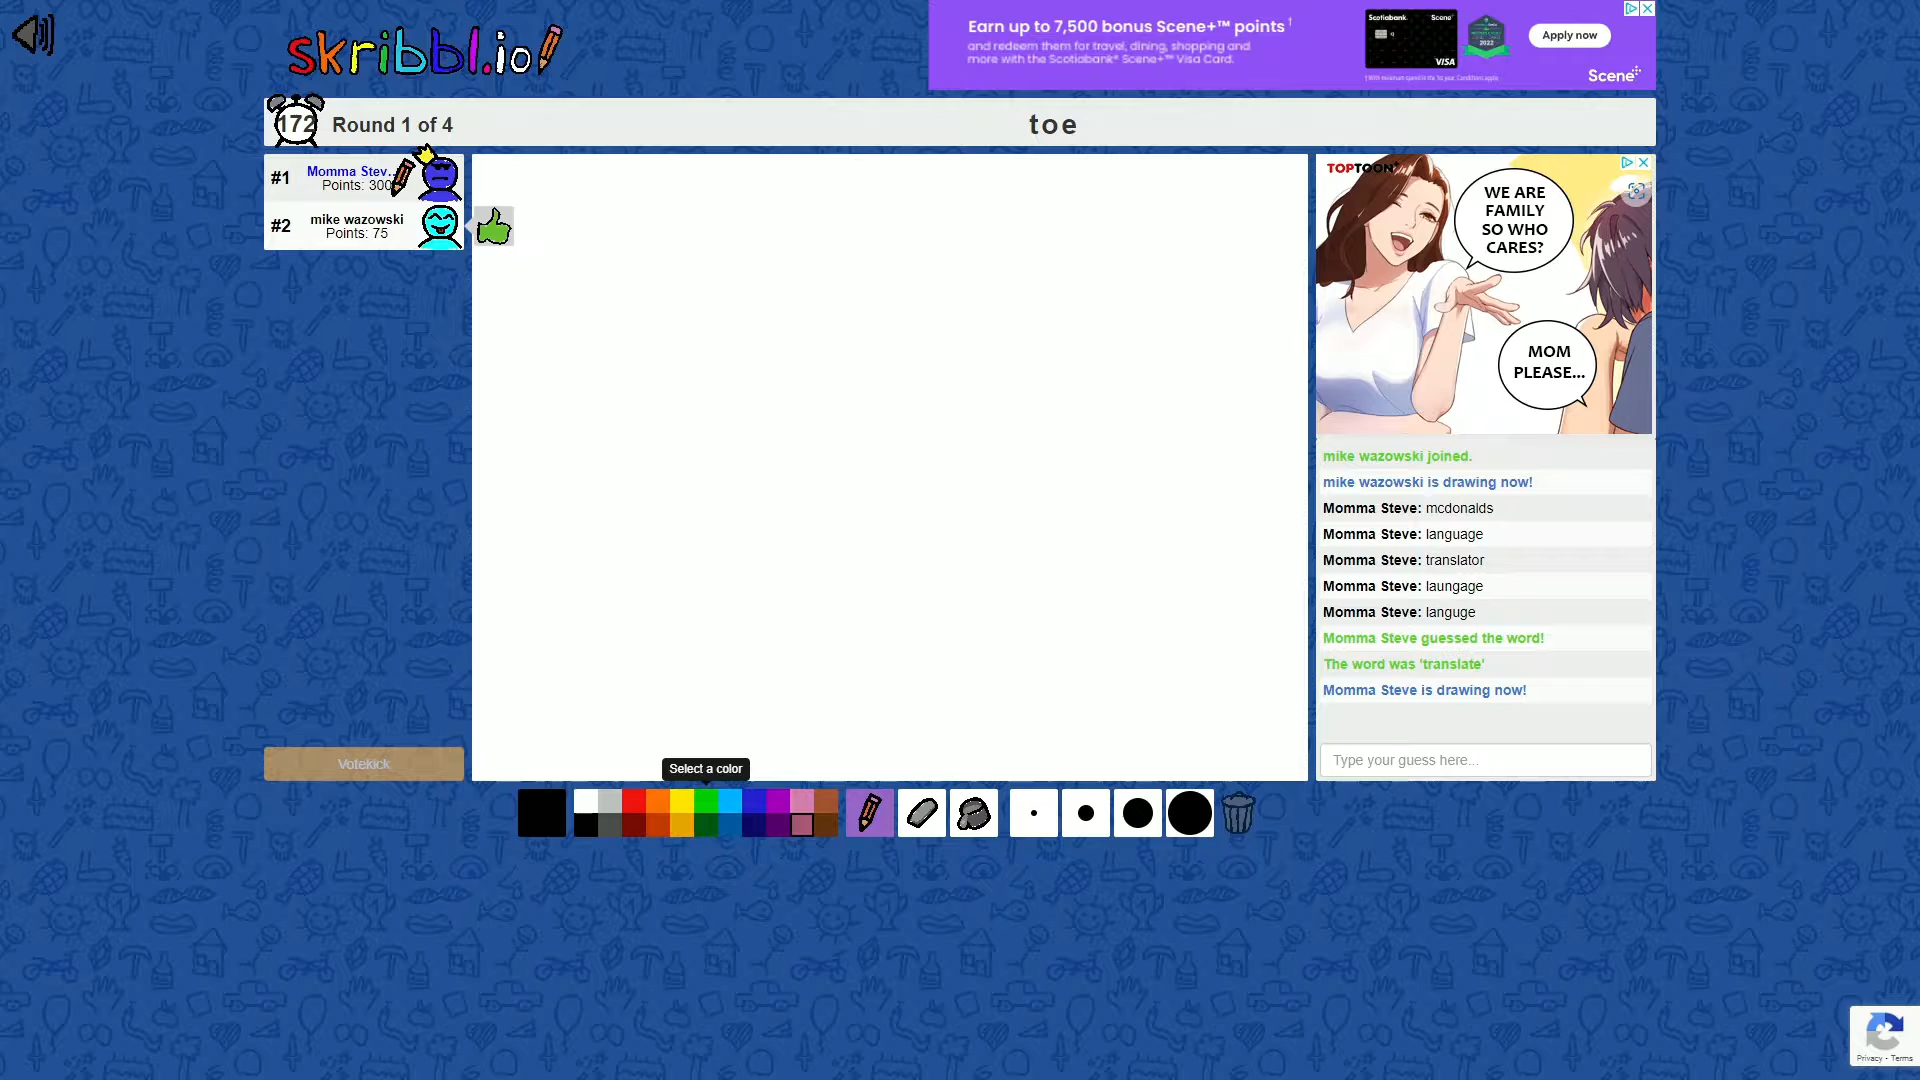 skribbl.io
Earn up to 7,500 bonus Scene+™ points †
and redeem them for travel, dining, shopping and
more with the Scotiabank® Scene+™ Visa Card.
Scotiabank Scene+
VISA
2022
Apply now
Scene+
172
Round 1 of 4
toe
#1
Momma Stev...
Points: 300
#2
mike wazowski
Points: 75
TOPTOON+
WE ARE
FAMILY
SO WHO
CARES?
MOM
PLEASE...
mike wazowski joined.
mike wazowski is drawing now!
Momma Steve: mcdonalds
Momma Steve: language
Momma Steve: translator
Momma Steve: laungage
Momma Steve: languge
Momma Steve guessed the word!
The word was 'translate'
Momma Steve is drawing now!
Type your guess here...
Votekick
Select a color
Privacy - Terms